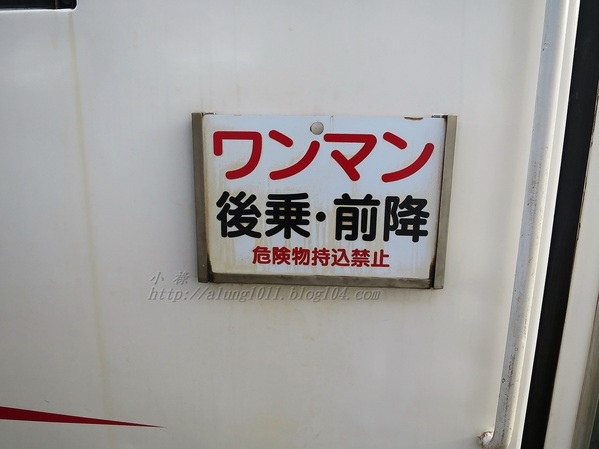 ワンマン
後乗・前降
危険物持込禁止
小祿
http://alung1011.blog104.com